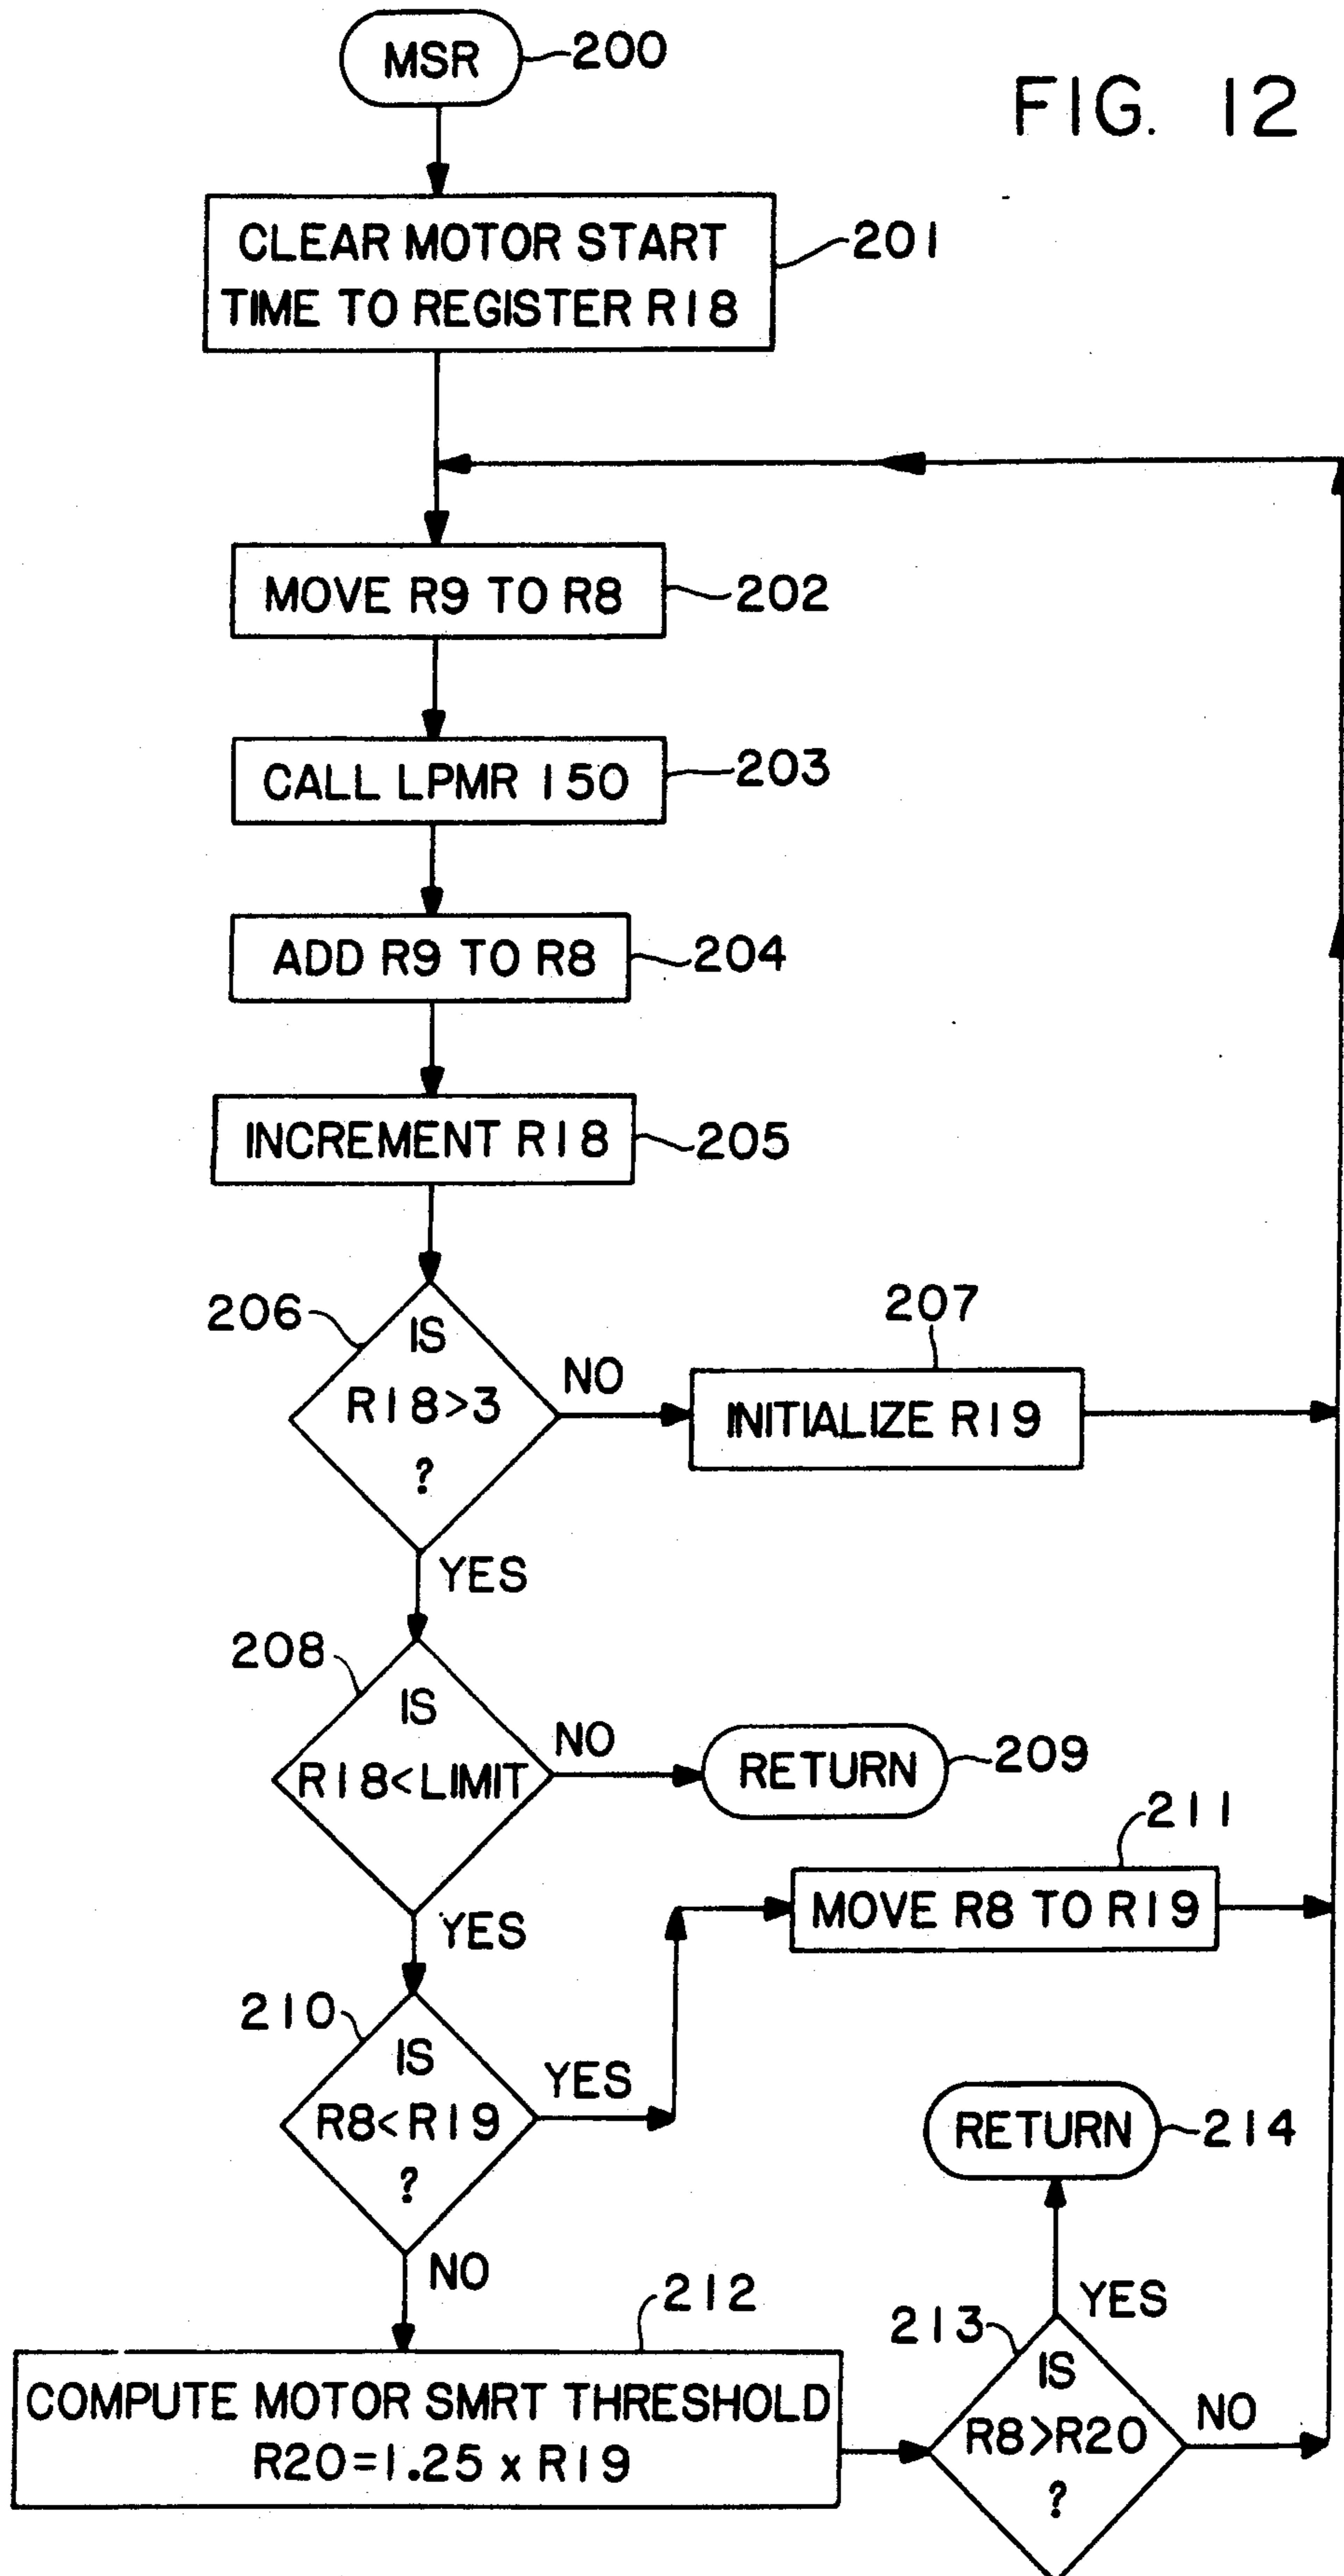 MSR
200
FIG. 12
CLEAR MOTOR START
TIME TO REGISTER R18
201
MOVE R9 TO R8
202
CALL LPMR 150
203
ADD R9 TO R8
204
INCREMENT R18
205
206
IS
R18>3
?
NO
207
INITIALIZE R19
YES
208
IS
R18<LIMIT
NO
RETURN
209
YES
211
MOVE R8 TO R19
210
IS
R8<R19
?
YES
NO
RETURN
214
212
COMPUTE MOTOR SMRT THRESHOLD
R20=1.25 x R19
YES
213
IS
R8>R20
?
NO